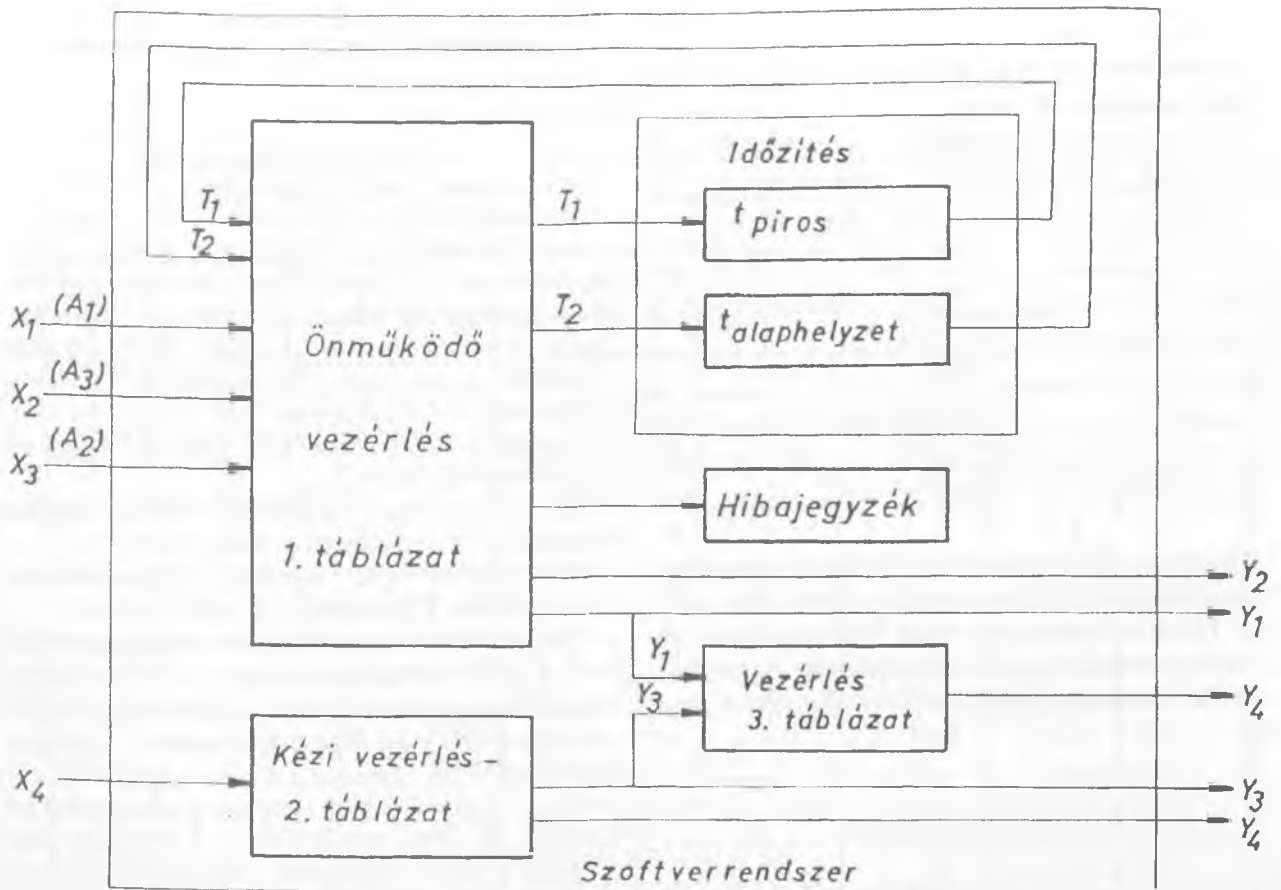 Időzítés
T1
T1
t piros
T2
X1 (A1)
T2
t alaphelyzet
Önműködő
X2 (A3)
vezérlés
X3 (A2)
Hibajegyzék
1. táblázat
Y2
Y1
Y1
Vezérlés
Y3
3. táblázat
Y4
Kézi vezérlés -
X4
2. táblázat
Y3
Y4
Szoftverrendszer